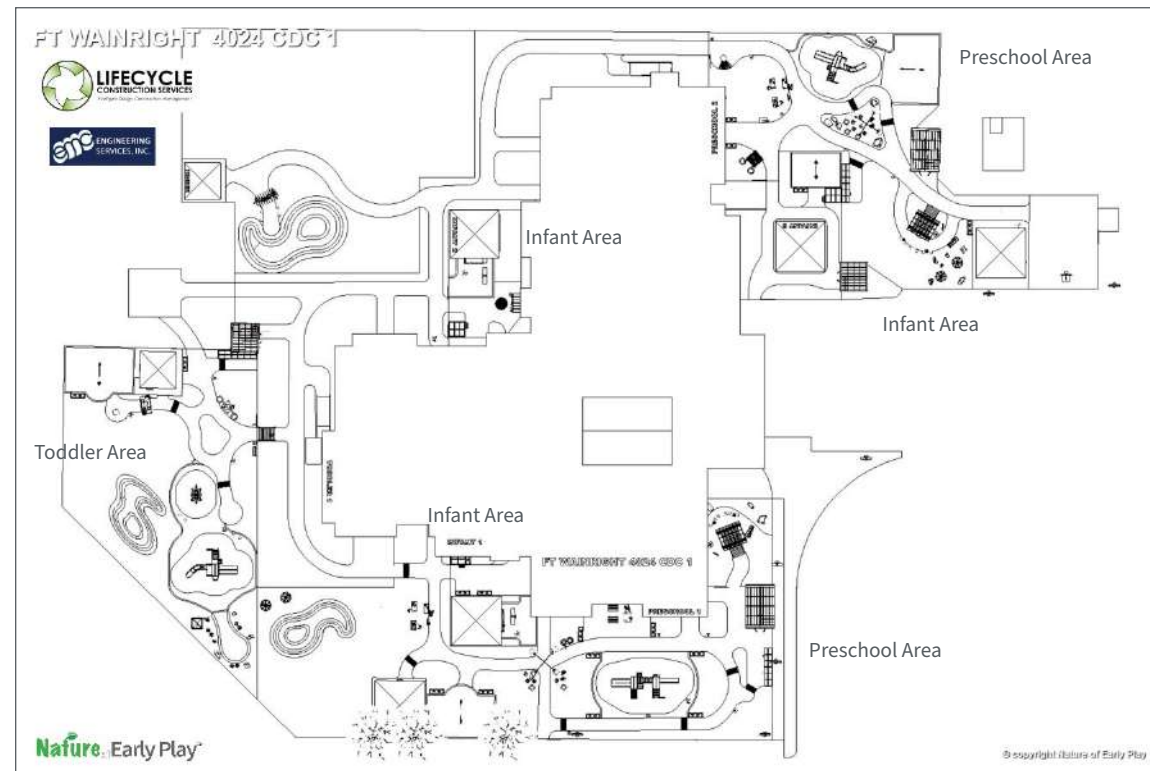 FT WAINRIGHT 4024 CDC 1
LIFECYCLE
CONSTRUCTION SERVICES
emc ENGINEERING
SERVICES, INC.
Preschool Area
PRESCHOOL 2
Infant Area
Infant Area
Toddler Area
Infant Area
INFANT 1
FT WAINRIGHT 4024 CDC 1
PRESCHOOL 1
Preschool Area
Nature of Early Play
© copyright Nature of Early Play